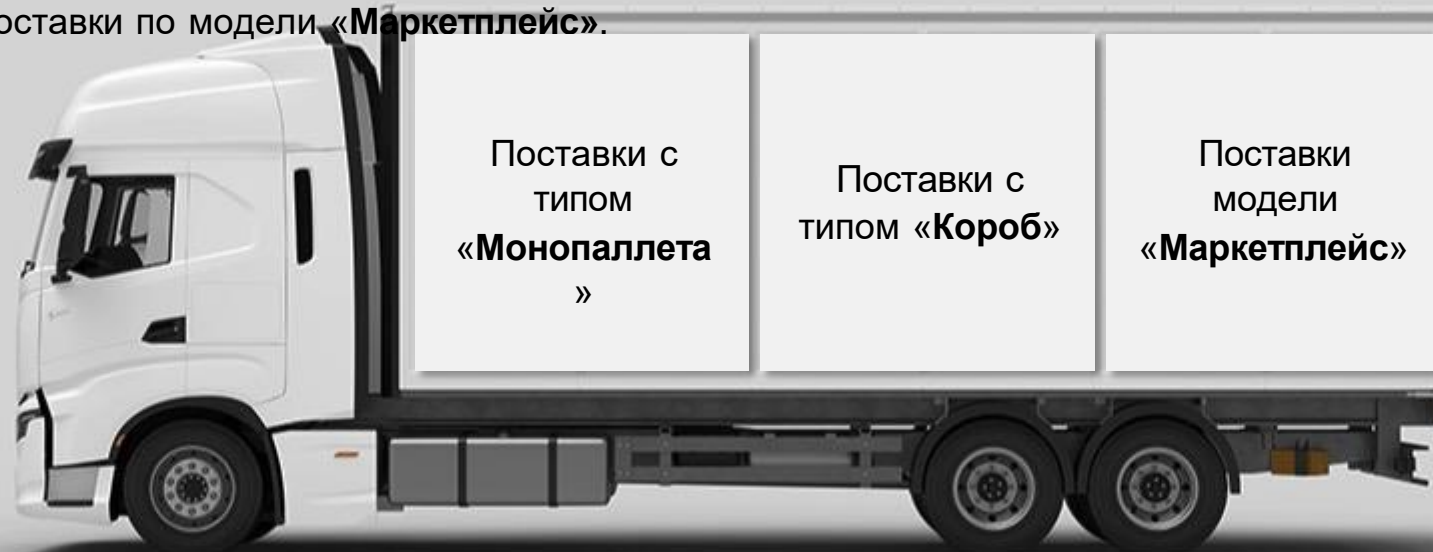 оставки по модели «Маркетплейс».
Поставки с
типом
«Монопаллета
»
Поставки с
типом «Короб»
Поставки
модели
«Маркетплейс»